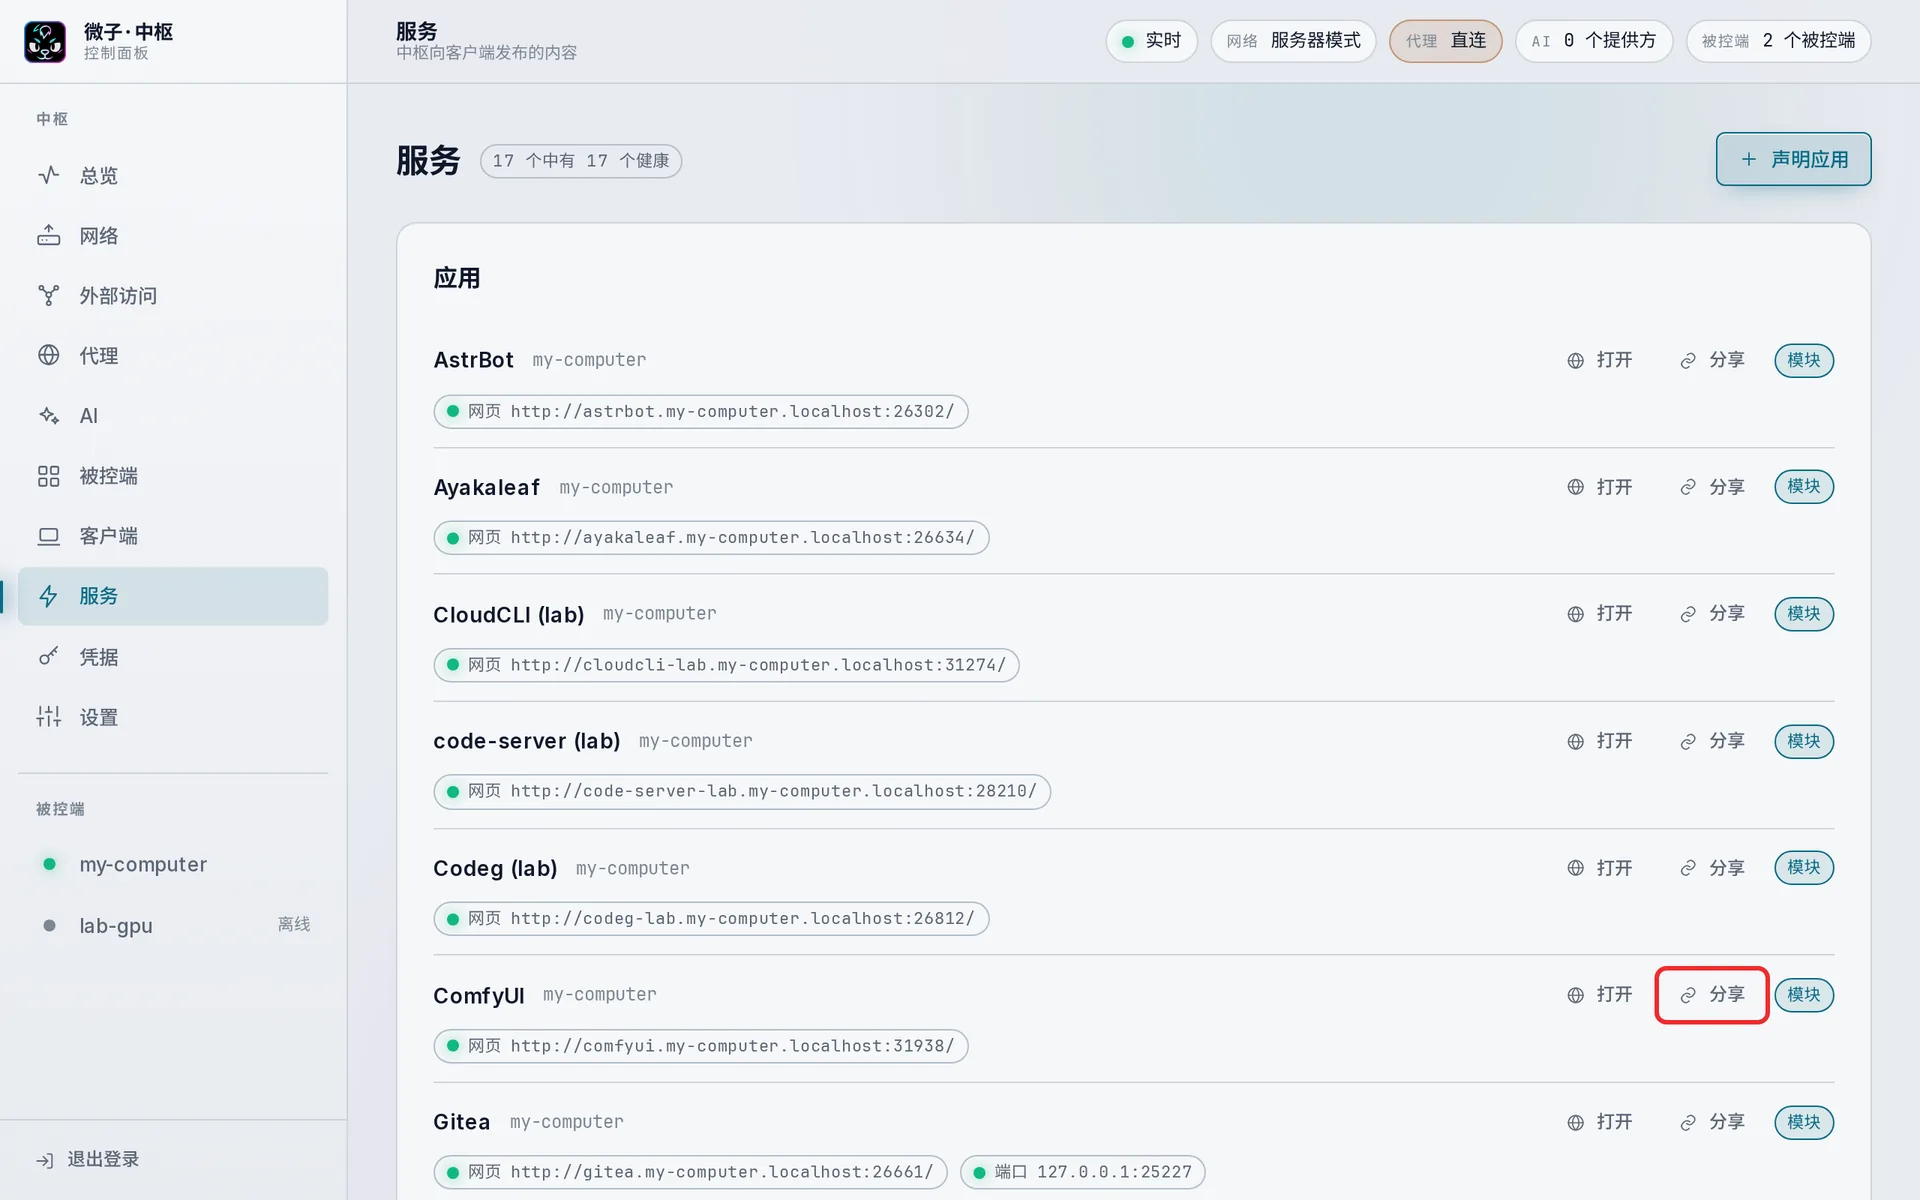 微子·中枢
控制面板
服务
中枢向客户端发布的内容
实时
网络 服务器模式
代理 直连
AI 0 个提供方
被控端 2 个被控端
中枢
总览
网络
外部访问
代理
AI
被控端
客户端
服务
凭据
设置
被控端
my-computer
lab-gpu 离线
退出登录
服务 17 个中有 17 个健康
+ 声明应用
应用
AstrBot my-computer 打开 分享 模块
网页 http://astrbot.my-computer.localhost:26302/
Ayakaleaf my-computer 打开 分享 模块
网页 http://ayakaleaf.my-computer.localhost:26634/
CloudCLI (lab) my-computer 打开 分享 模块
网页 http://cloudcli-lab.my-computer.localhost:31274/
code-server (lab) my-computer 打开 分享 模块
网页 http://code-server-lab.my-computer.localhost:28210/
Codeg (lab) my-computer 打开 分享 模块
网页 http://codeg-lab.my-computer.localhost:26812/
ComfyUI my-computer 打开 分享 模块
网页 http://comfyui.my-computer.localhost:31938/
Gitea my-computer 打开 分享 模块
网页 http://gitea.my-computer.localhost:26661/ 端口 127.0.0.1:25227